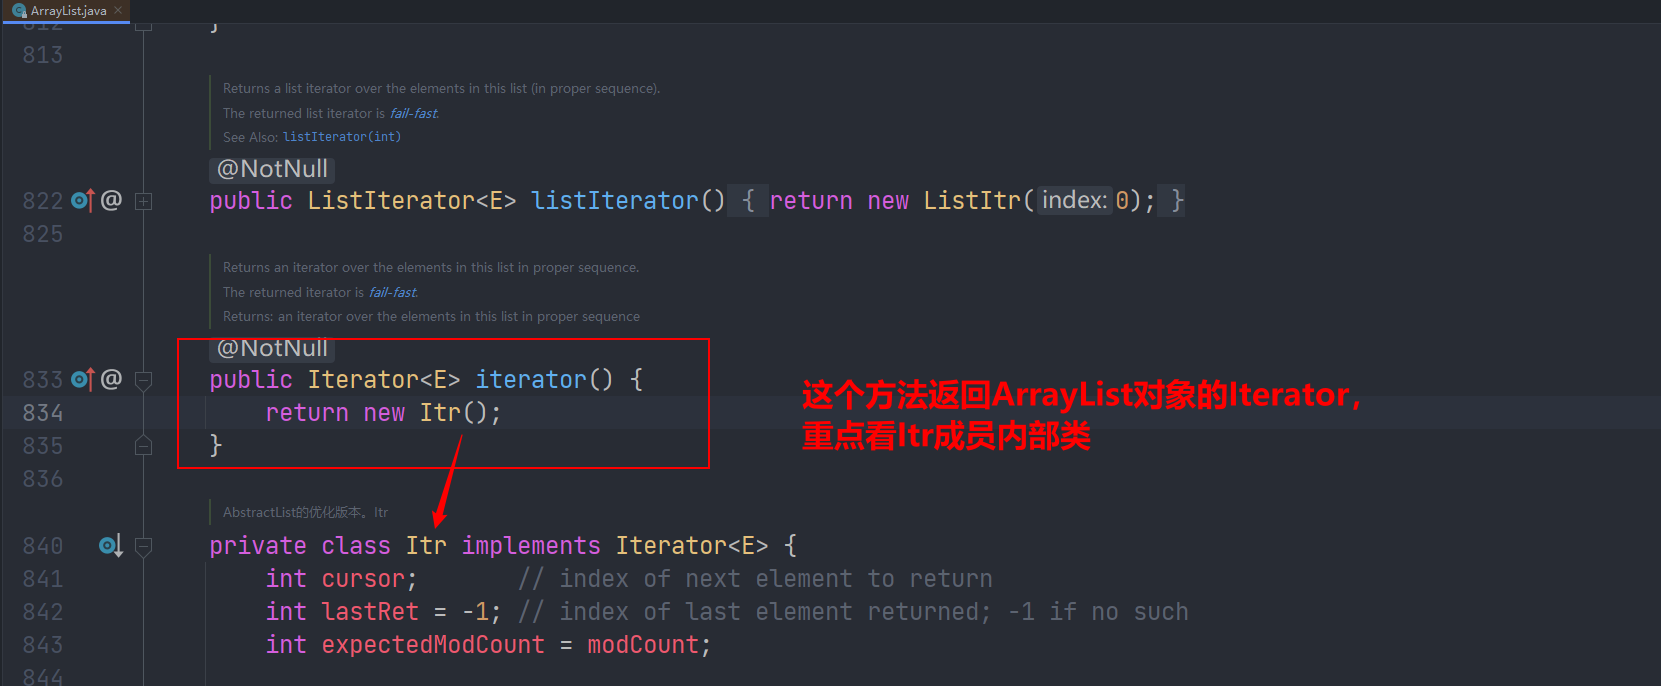 ArrayList.java
812
}
813
Returns a list iterator over the elements in this list (in proper sequence).
The returned list iterator is fail-fast.
See Also: listIterator(int)
@NotNull
822 @ public ListIterator<E> listIterator() { return new ListItr( index: 0); }
825
Returns an iterator over the elements in this list in proper sequence.
The returned iterator is fail-fast.
Returns: an iterator over the elements in this list in proper sequence
@NotNull
833 @ public Iterator<E> iterator() {
834 return new Itr();
835 }
这个方法返回ArrayList对象的Iterator,
重点看Itr成员内部类
836
AbstractList的优化版本。Itr
840 private class Itr implements Iterator<E> {
841 int cursor; // index of next element to return
842 int lastRet = -1; // index of last element returned; -1 if no such
843 int expectedModCount = modCount;
844